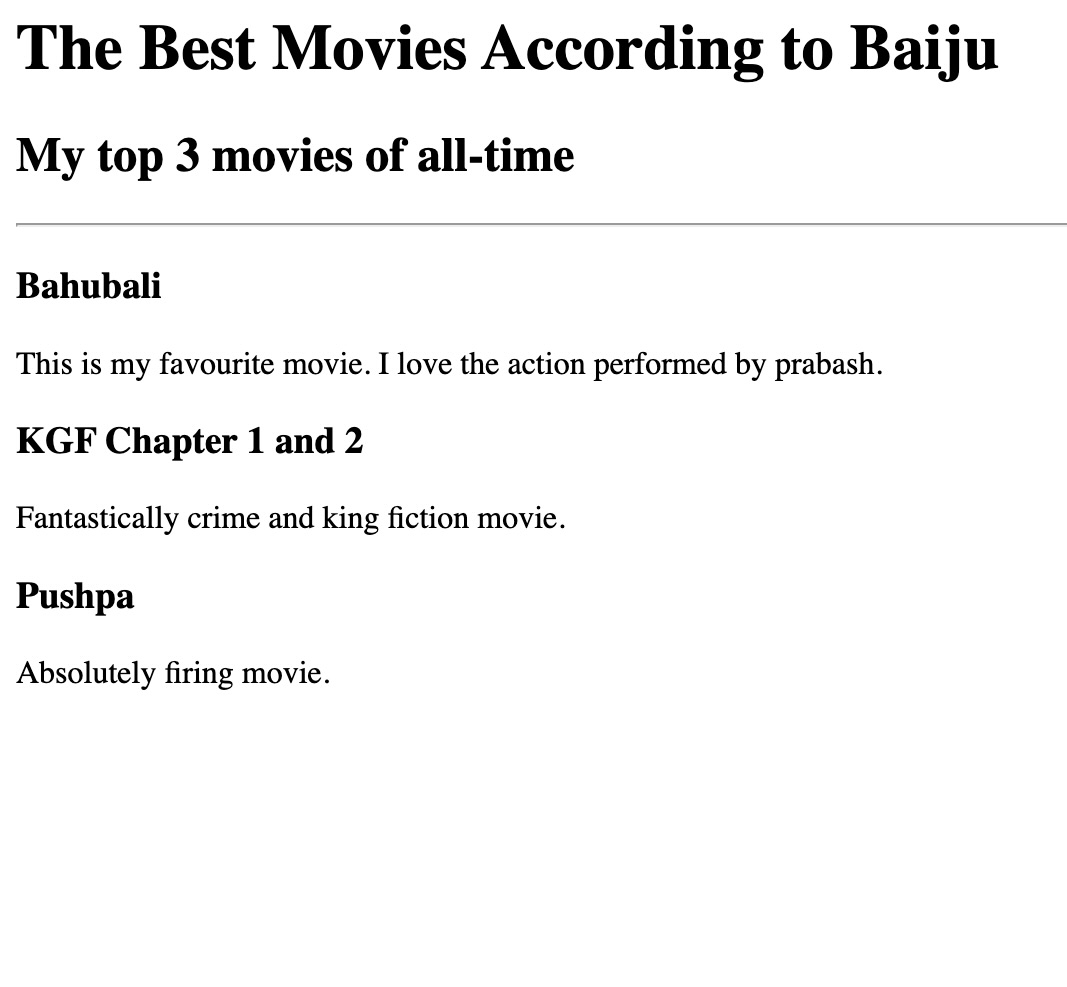 The Best Movies According to Baiju
My top 3 movies of all-time
Bahubali
This is my favourite movie. I love the action performed by prabash.
KGF Chapter 1 and 2
Fantastically crime and king fiction movie.
Pushpa
Absolutely firing movie.